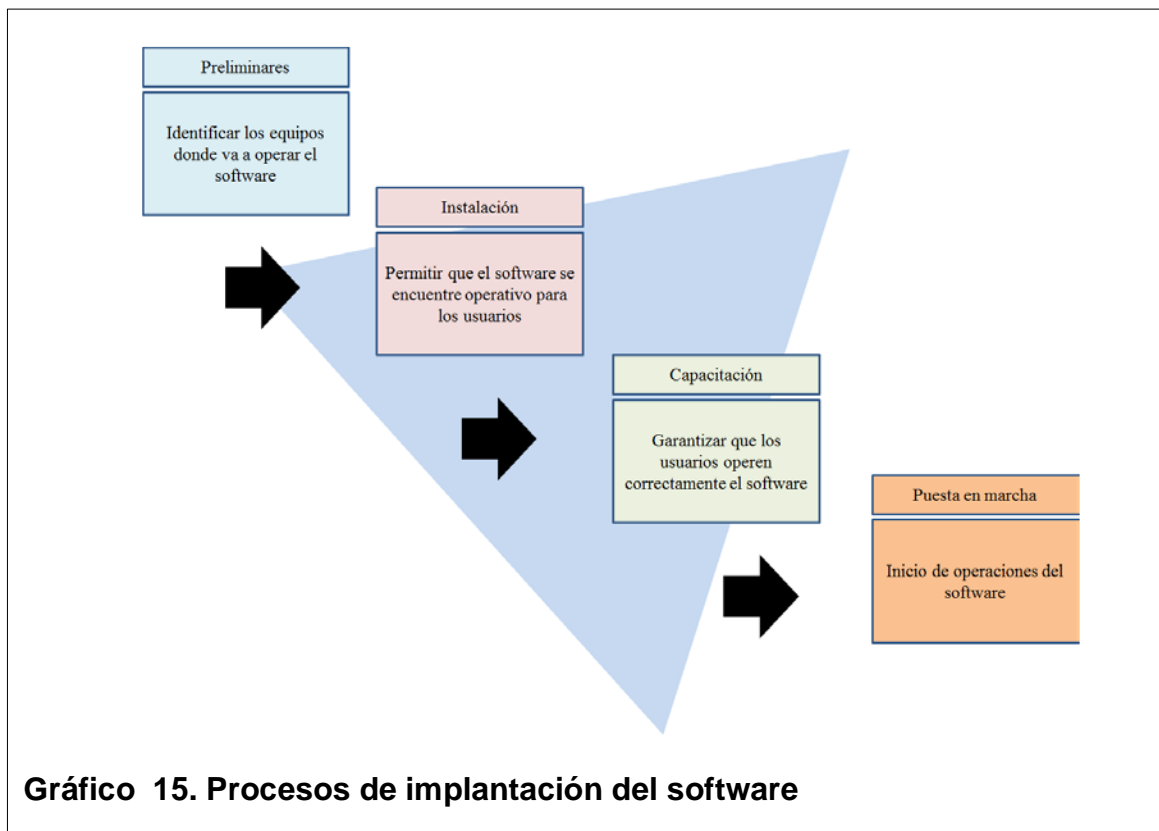 Preliminares
Identificar los equipos
donde va a operar el
software
Instalación
Permitir que el software se
encuentre operativo para
los usuarios
Capacitación
Garantizar que los
usuarios operen
correctamente el software
Puesta en marcha
Inicio de operaciones del
software
Gráfico 15. Procesos de implantación del software